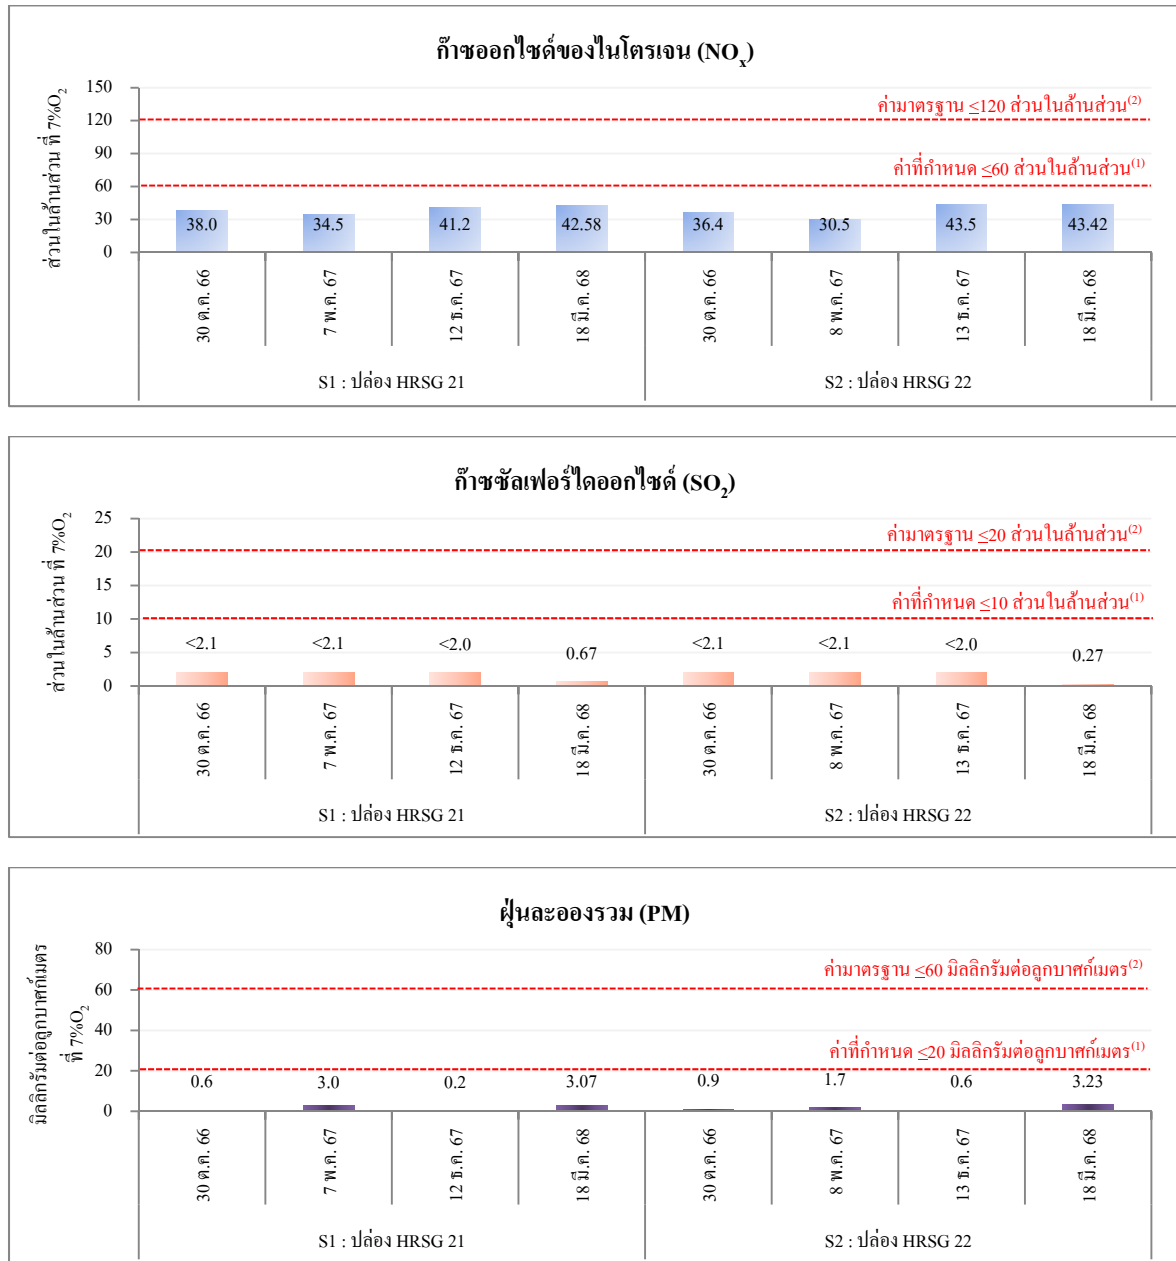 ก๊าซออกไซด์ของไนโตรเจน (NOx)
ส่วนในล้านส่วน ที่ 7%O2
150
120
90
60
30
0
ค่ามาตรฐาน ≤120 ส่วนในล้านส่วน(2)
ค่าที่กำหนด ≤60 ส่วนในล้านส่วน(1)
38.0 34.5 41.2 42.58 36.4 30.5 43.5 43.42
30 ต.ค. 66 7 พ.ค. 67 12 ธ.ค. 67 18 มี.ค. 68 30 ต.ค. 66 8 พ.ค. 67 13 ธ.ค. 67 18 มี.ค. 68
S1 : ปล่อง HRSG 21 S2 : ปล่อง HRSG 22
ก๊าซซัลเฟอร์ไดออกไซด์ (SO2)
ส่วนในล้านส่วน ที่ 7%O2
25
20
15
10
5
0
ค่ามาตรฐาน ≤20 ส่วนในล้านส่วน(2)
ค่าที่กำหนด ≤10 ส่วนในล้านส่วน(1)
<2.1 <2.1 <2.0 0.67 <2.1 <2.1 <2.0 0.27
30 ต.ค. 66 7 พ.ค. 67 12 ธ.ค. 67 18 มี.ค. 68 30 ต.ค. 66 8 พ.ค. 67 13 ธ.ค. 67 18 มี.ค. 68
S1 : ปล่อง HRSG 21 S2 : ปล่อง HRSG 22
ฝุ่นละอองรวม (PM)
มิลลิกรัมต่อลูกบาศก์เมตร
ที่ 7%O2
80
60
40
20
0
ค่ามาตรฐาน ≤60 มิลลิกรัมต่อลูกบาศก์เมตร(2)
ค่าที่กำหนด ≤20 มิลลิกรัมต่อลูกบาศก์เมตร(1)
0.6 3.0 0.2 3.07 0.9 1.7 0.6 3.23
30 ต.ค. 66 7 พ.ค. 67 12 ธ.ค. 67 18 มี.ค. 68 30 ต.ค. 66 8 พ.ค. 67 13 ธ.ค. 67 18 มี.ค. 68
S1 : ปล่อง HRSG 21 S2 : ปล่อง HRSG 22